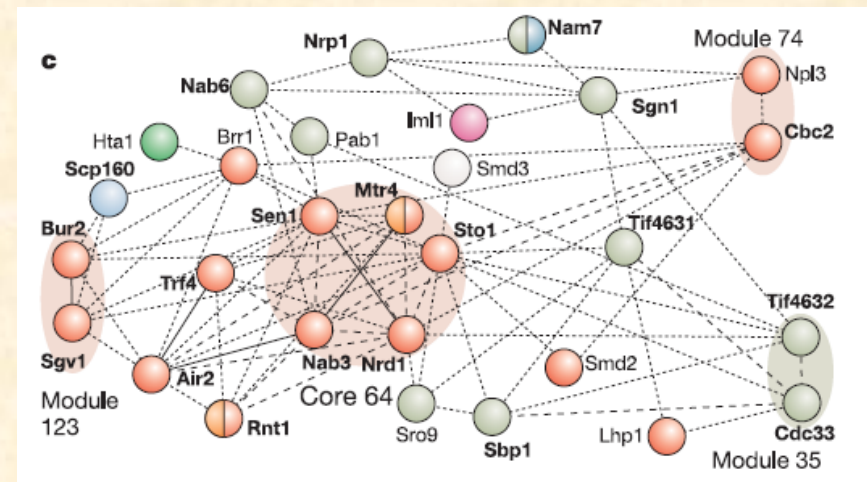 c
Nrp1
Nam7
Module 74
Nab6
Npl3
Iml1
Sgn1
Hta1
Brr1
Pab1
Cbc2
Scp160
Smd3
Mtr4
Bur2
Sen1
Sto1
Tif4631
Trf4
Tif4632
Sgv1
Nab3
Nrd1
Smd2
Air2
Module
123
Core 64
Rnt1
Sro9
Sbp1
Lhp1
Cdc33
Module 35